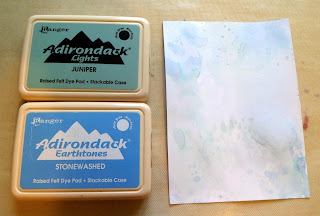 Ranger
Adirondack®
Lights
JUNIPER
Raised Felt Dye Pad • Stackable Case
Ranger
Adirondack®
Earthtones
STONEWASHED
Raised Felt Dye Pad • Stackable Case